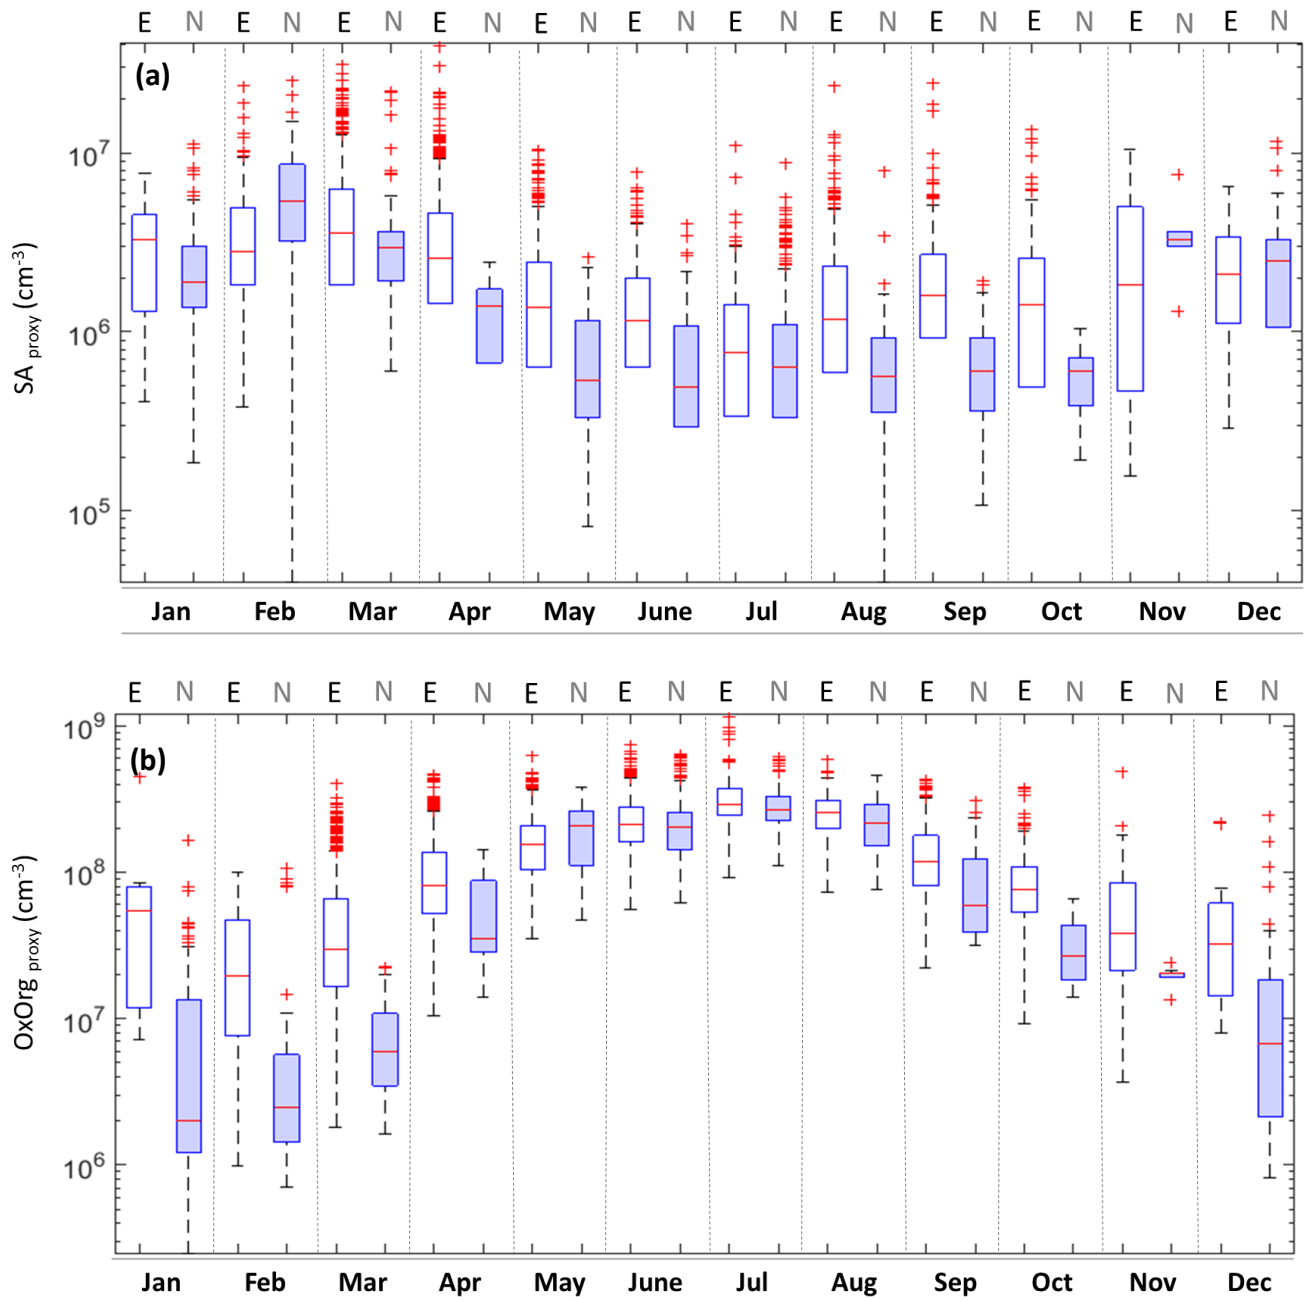 E N E N E N E N E N E N E N E N E N E N E N E N
(a)
10^7
10^6
10^5
SA proxy (cm-3)
Jan Feb Mar Apr May June Jul Aug Sep Oct Nov Dec
E N E N E N E N E N E N E N E N E N E N E N E N
(b)
10^9
10^8
10^7
10^6
OxOrg proxy (cm-3)
Jan Feb Mar Apr May June Jul Aug Sep Oct Nov Dec